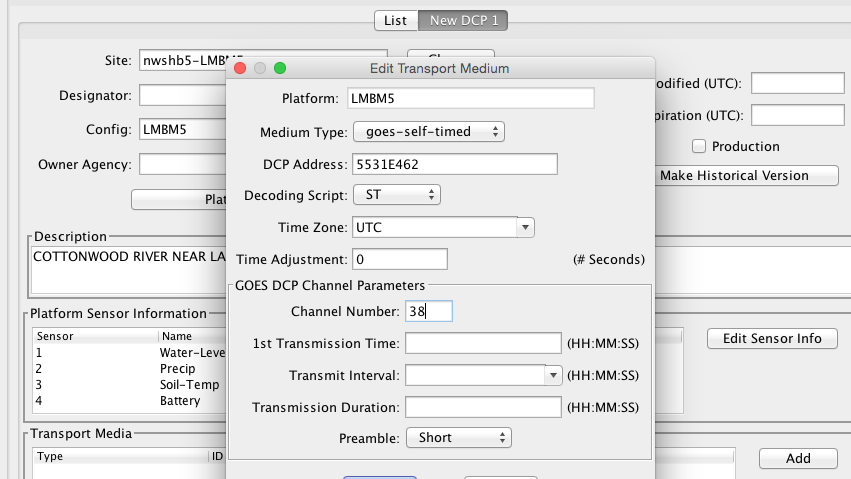 List New DCP 1
Site: nwshb5-LMBM5
Edit Transport Medium
Designator:
Config: LMBM5
Owner Agency:
(UTC):
(UTC):
Production
Make Historical Version
Platform: LMBM5
Medium Type: goes-self-timed
DCP Address: 5531E462
Decoding Script: ST
Time Zone: UTC
Time Adjustment: 0 (# Seconds)
Description
COTTONWOOD RIVER NEAR
GOES DCP Channel Parameters
Channel Number: 38
1st Transmission Time: (HH:MM:SS)
Transmit Interval: (HH:MM:SS)
Transmission Duration: (HH:MM:SS)
Preamble: Short
Platform Sensor Information
Sensor Name
1 Water-Leve
2 Precip
3 Soil-Temp
4 Battery
Edit Sensor Info
Transport Media
Type ID
Add